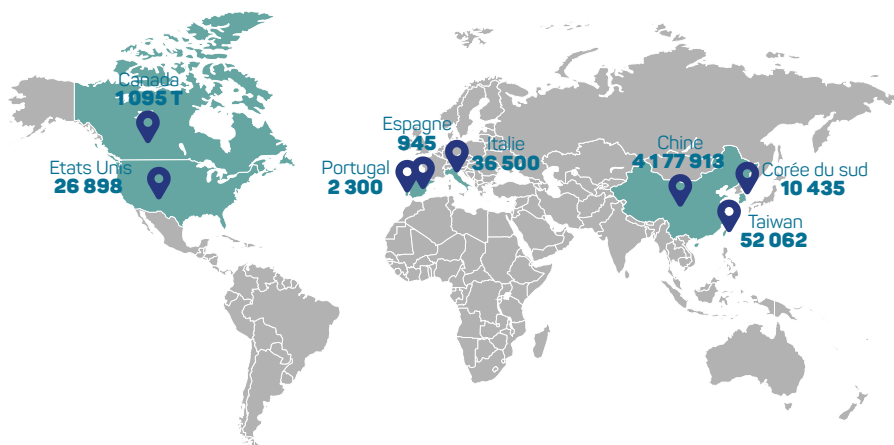 Canada
1 095 T
Etats Unis
26 898
Espagne
945
Portugal
2 300
Italie
36 500
Chine
4 177 913
Corée du sud
10 435
Taiwan
52 062